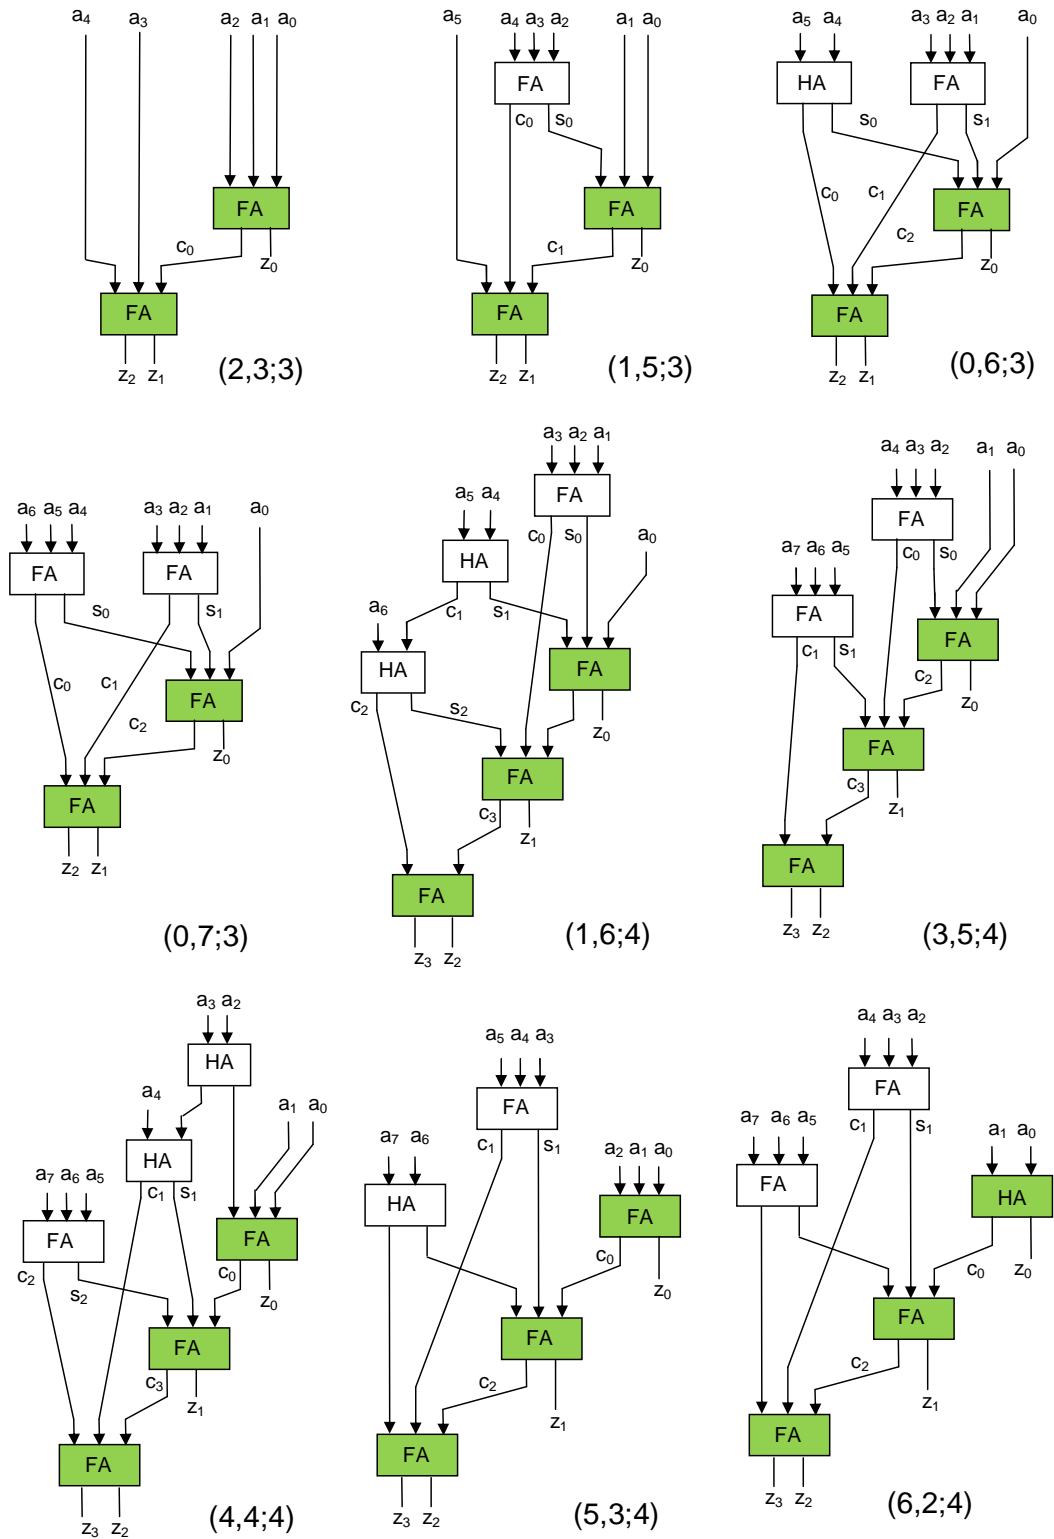 a4 a3 a2 a1 a0
FA
c0 z0
FA
z2 z1
(2,3;3)
a5 a4 a3 a2 a1 a0
FA
c0 s0
FA
c1 z0
FA
z2 z1
(1,5;3)
a5 a4 a3 a2 a1 a0
HA FA
s0 s1
c0 c1 FA
c2 z0
FA
z2 z1
(0,6;3)
a6 a5 a4 a3 a2 a1 a0
FA FA
s0 s1
c0 c1 FA
c2 z0
FA
z2 z1
(0,7;3)
a3 a2 a1
a5 a4 FA
c0 s0 a0
HA
a6 c1 s1
HA FA
c2 s2 z0
FA
c3 z1
FA
z3 z2
(1,6;4)
a4 a3 a2 a1 a0
FA
a7 a6 a5 c0 s0
FA
c1 s1 FA
c2 z0
FA
c3 z1
FA
z3 z2
(3,5;4)
a3 a2
HA
a4 a1 a0
HA
a7 a6 a5 c1 s1
FA FA
c2 s2 c0 z0
FA
c3 z1
FA
z3 z2
(4,4;4)
a5 a4 a3
FA
a7 a6 c1 s1 a2 a1 a0
HA FA
c0 z0
FA
c2 z1
FA
z3 z2
(5,3;4)
a4 a3 a2
FA
a7 a6 a5 c1 s1 a1 a0
FA HA
c0 z0
FA
c2 z1
FA
z3 z2
(6,2;4)